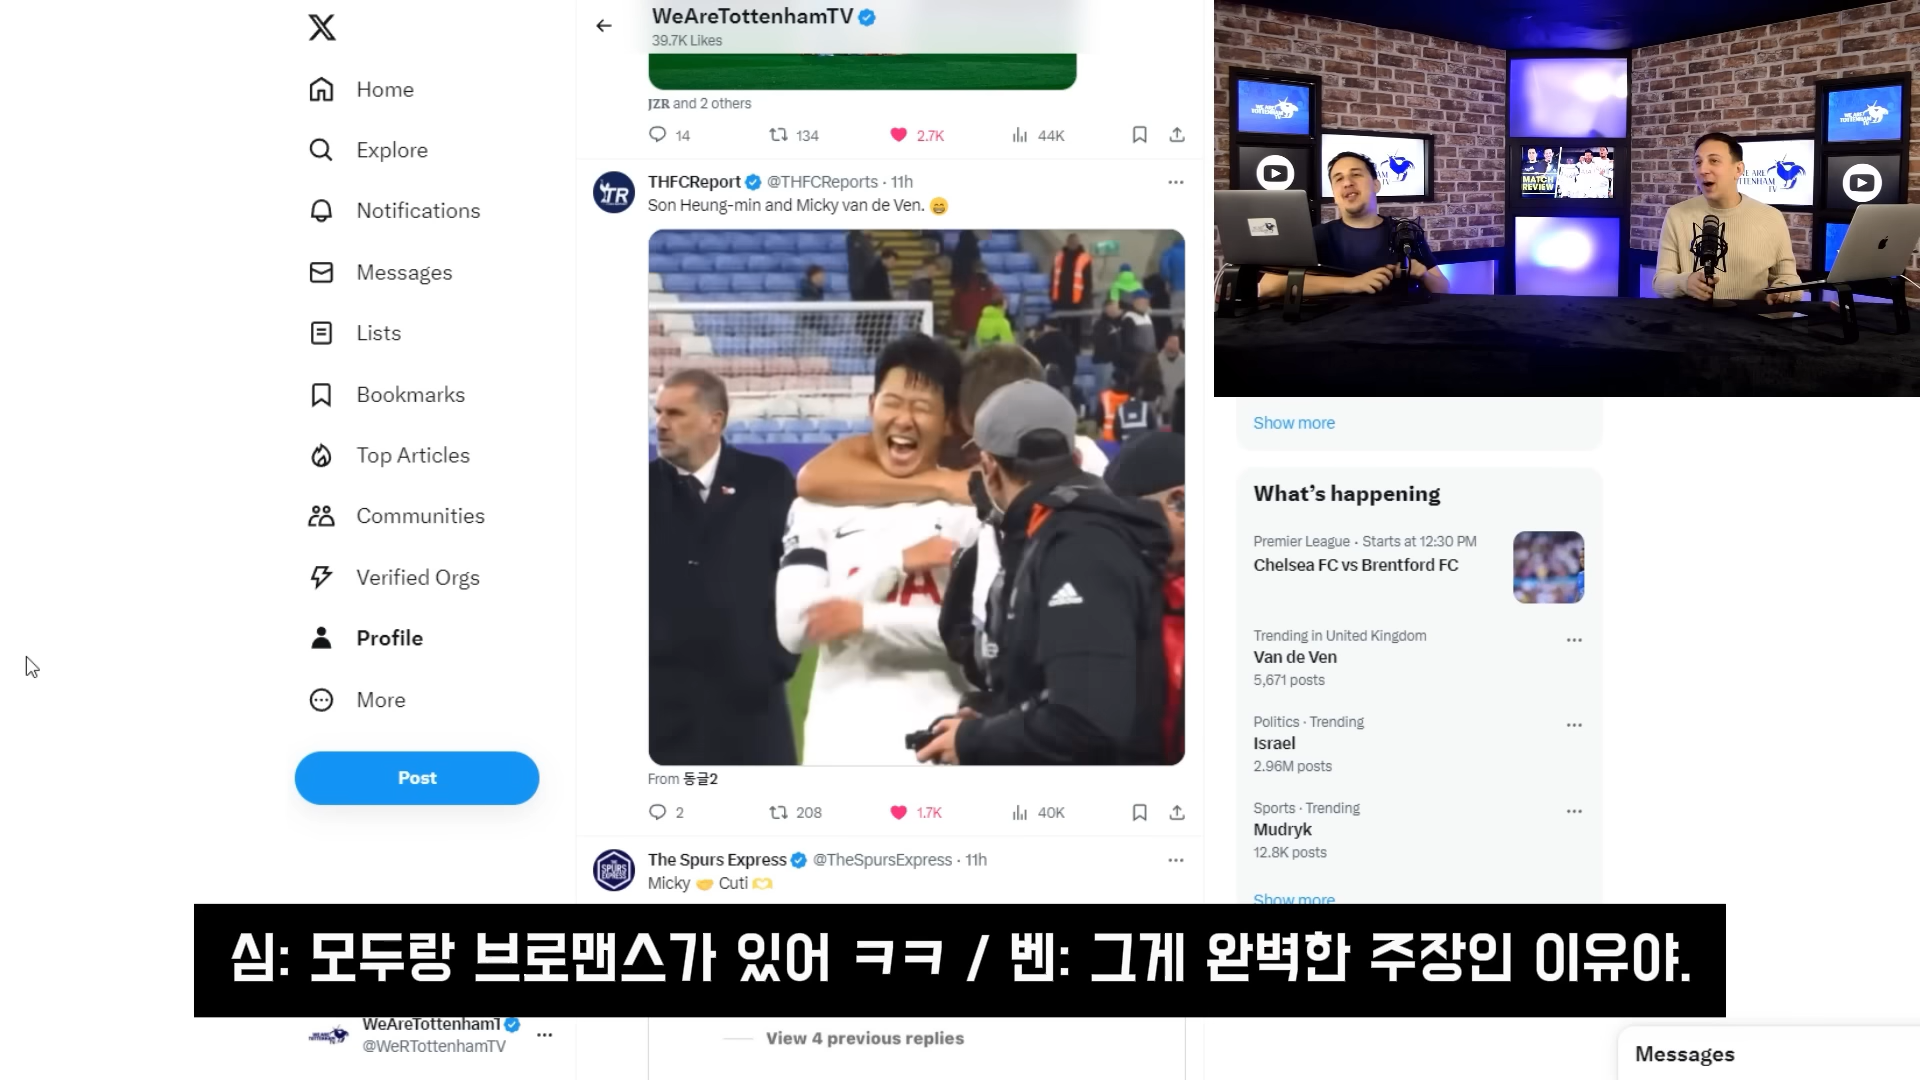 WeAreTottenhamTV
39.7K Likes
Home
Explore
Notifications
Messages
Lists
Bookmarks
Top Articles
Communities
Verified Orgs
Profile
More
Post
WeAreTottenhamT
@WeRTottenhamTV
JZR and 2 others
14 134 2.7K 44K
THFCReport @THFCReports · 11h
Son Heung-min and Micky van de Ven. 😁
From 동글2
2 208 1.7K 40K
The Spurs Express @TheSpursExpress · 11h
Micky 🤝 Cuti 🫶
View 4 previous replies
MATCH
REVIEW
Show more
What's happening
Premier League · Starts at 12:30 PM
Chelsea FC vs Brentford FC
Trending in United Kingdom
Van de Ven
5,671 posts
Politics · Trending
Israel
2.96M posts
Sports · Trending
Mudryk
12.8K posts
Show more
심: 모두랑 브로맨스가 있어 ㅋㅋ / 벤: 그게 완벽한 주장인 이유야.
Messages